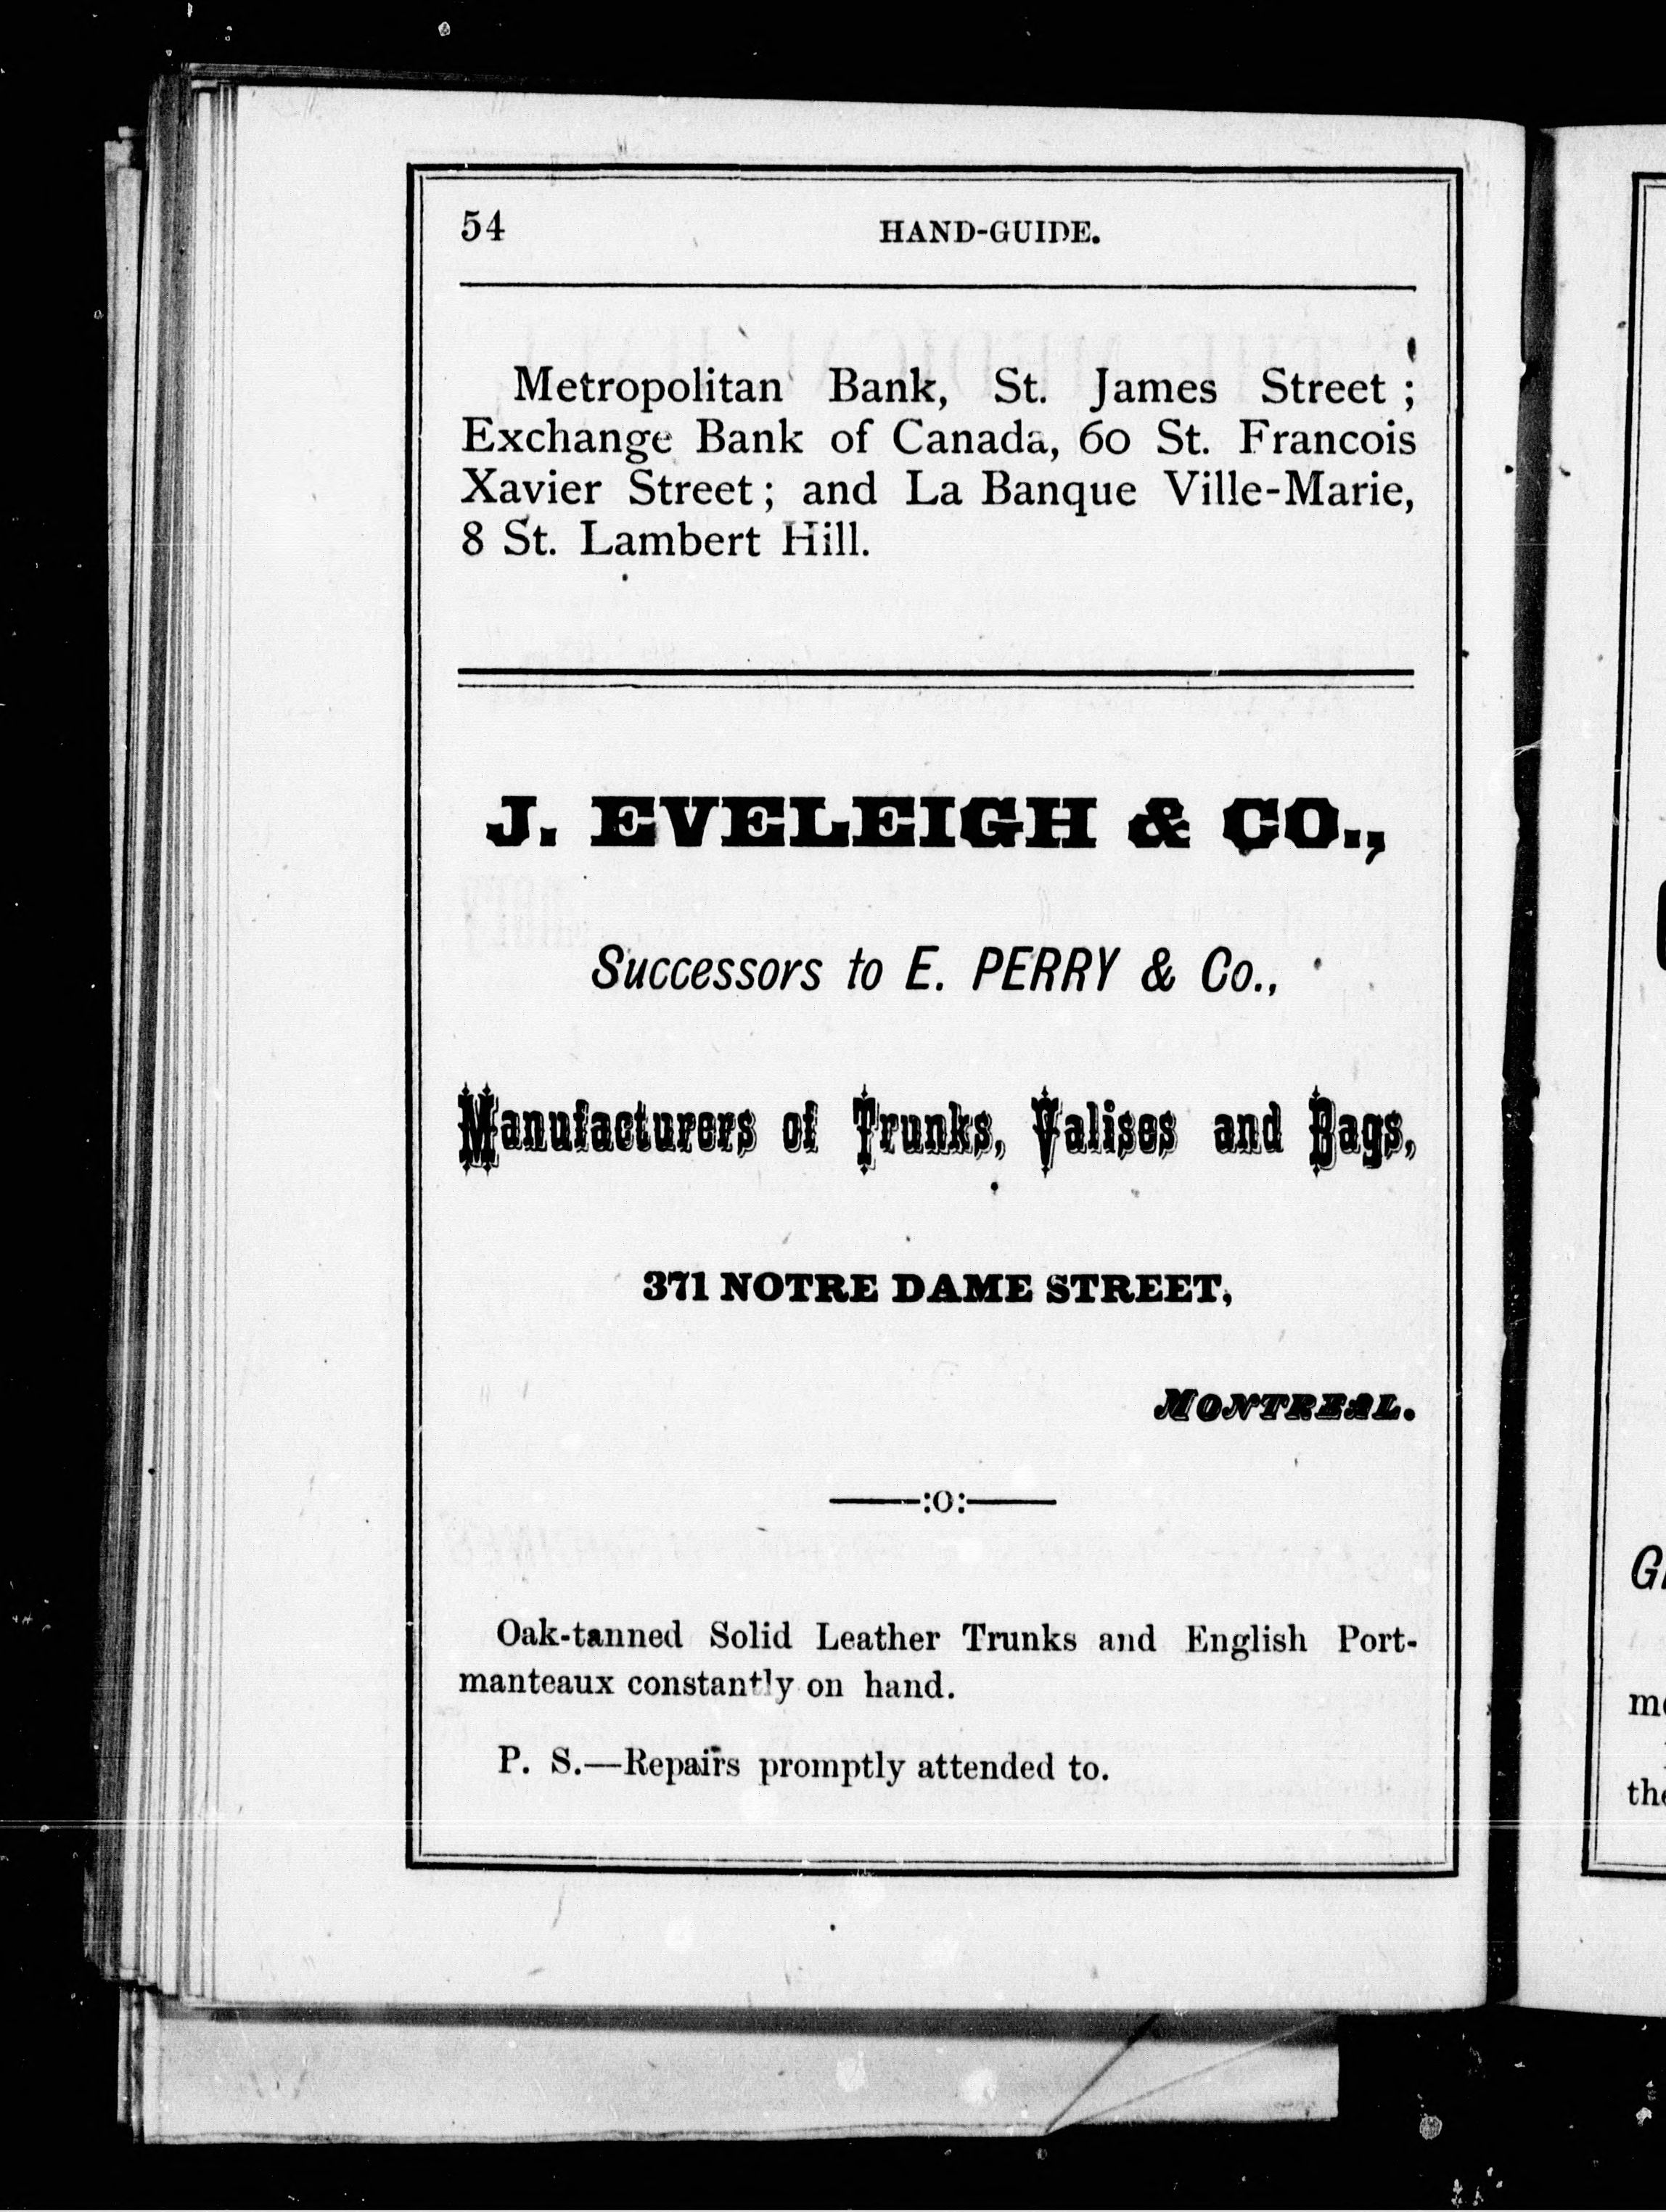 54 HAND-GUIDE.
Metropolitan Bank, St. James Street ;
Exchange Bank of Canada, 60 St. Francois
Xavier Street ; and La Banque Ville-Marie,
8 St. Lambert Hill.
J. EVELEIGH & CO.,
Successors to E. PERRY & Co.,
Manufacturers of Trunks, Valises and Bags,
371 NOTRE DAME STREET,
MONTREAL.
——:o:——
Oak-tanned Solid Leather Trunks and English Port-
manteaux constantly on hand.
P. S.—Repairs promptly attended to.